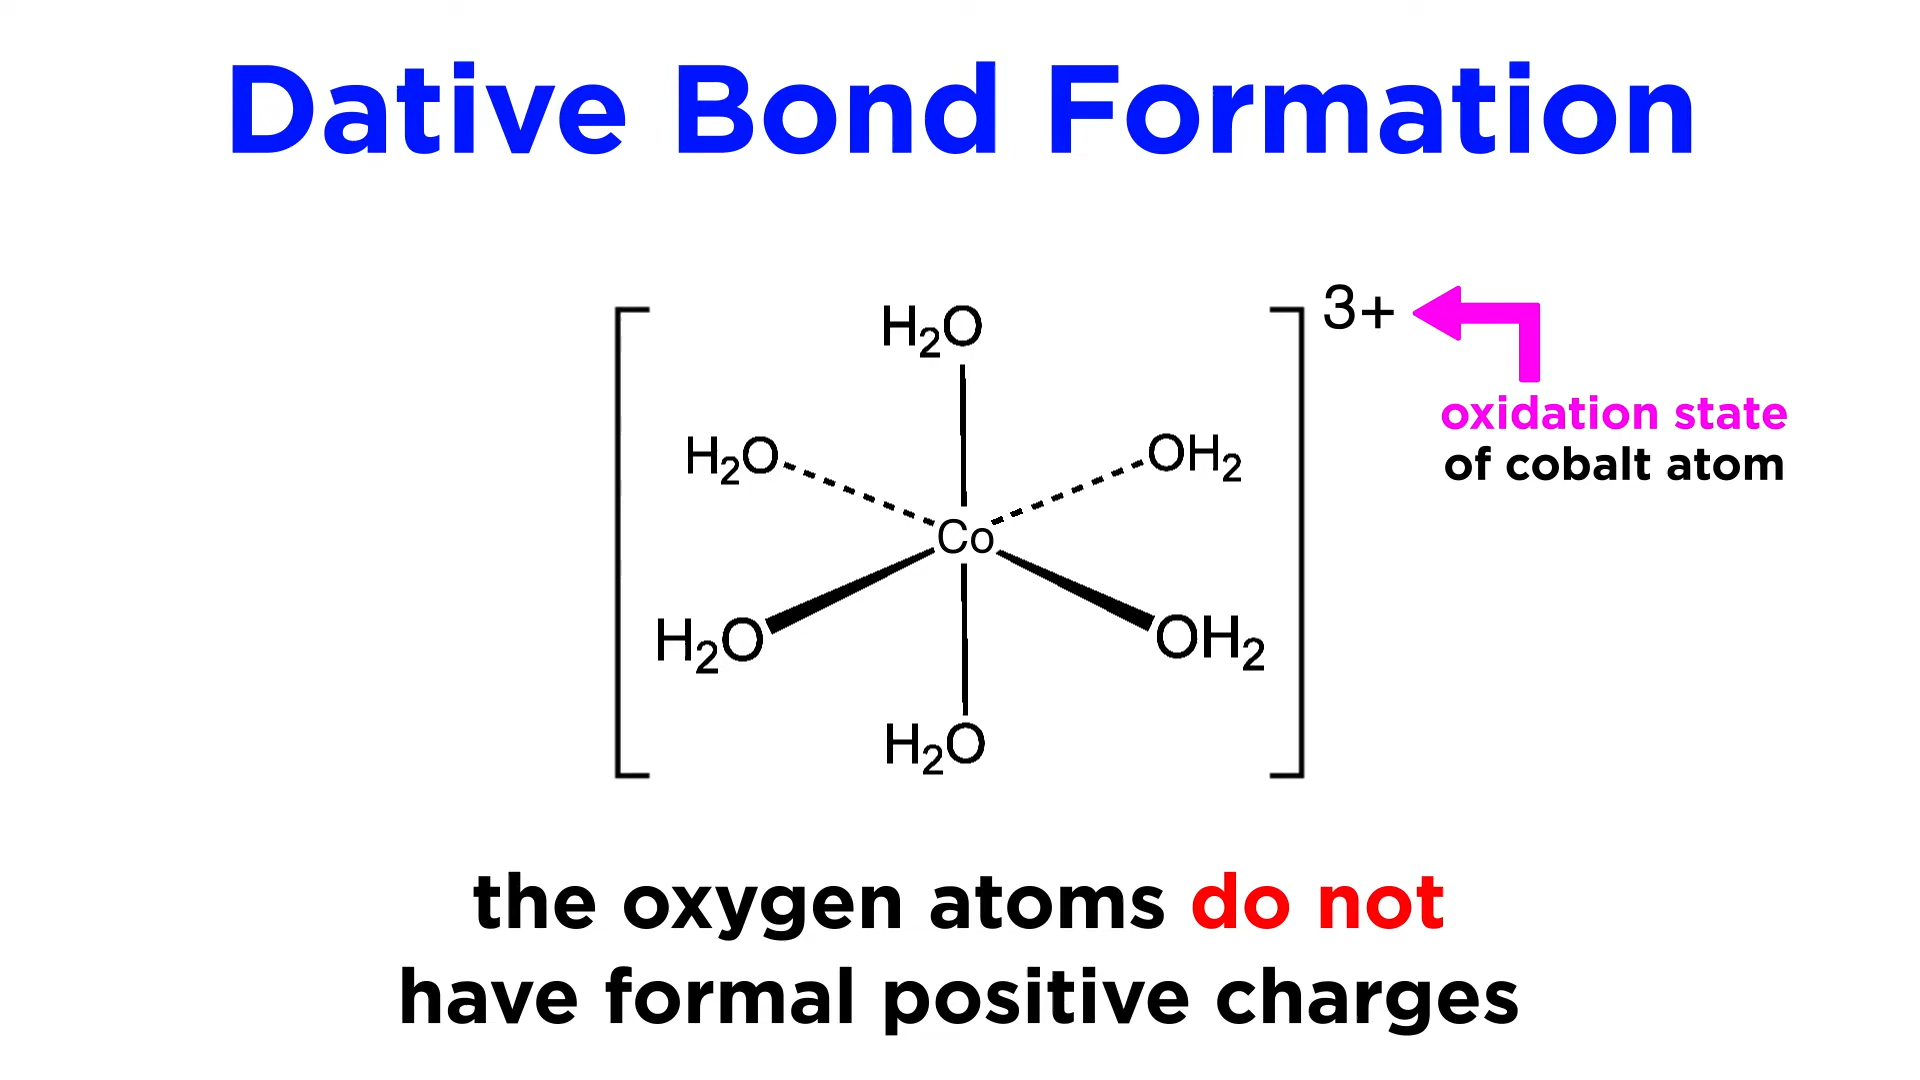 Dative Bond Formation
3+
H₂O
oxidation state
of cobalt atom
H₂O OH₂
Co
H₂O OH₂
H₂O
the oxygen atoms do not
have formal positive charges